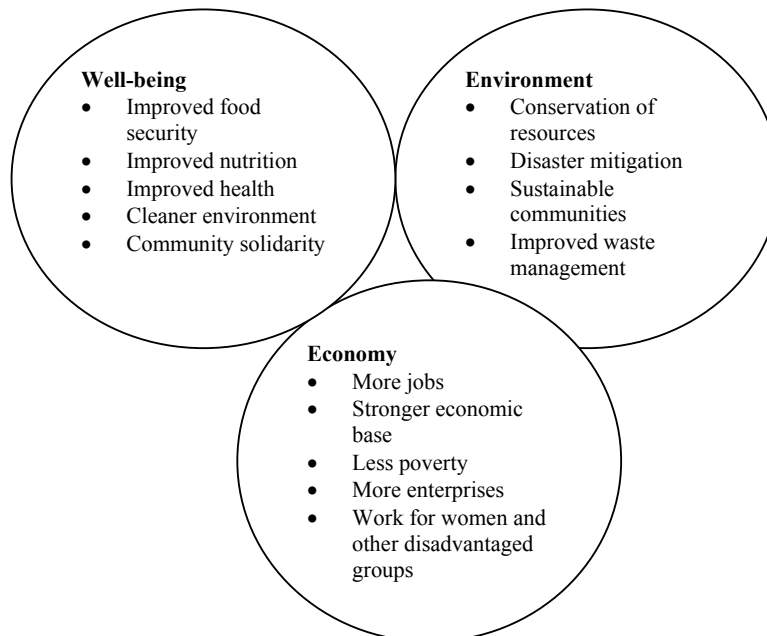 Well-being
• Improved food
security
• Improved nutrition
• Improved health
• Cleaner environment
• Community solidarity
Environment
• Conservation of
resources
• Disaster mitigation
• Sustainable
communities
• Improved waste
management
Economy
• More jobs
• Stronger economic
base
• Less poverty
• More enterprises
• Work for women and
other disadvantaged
groups